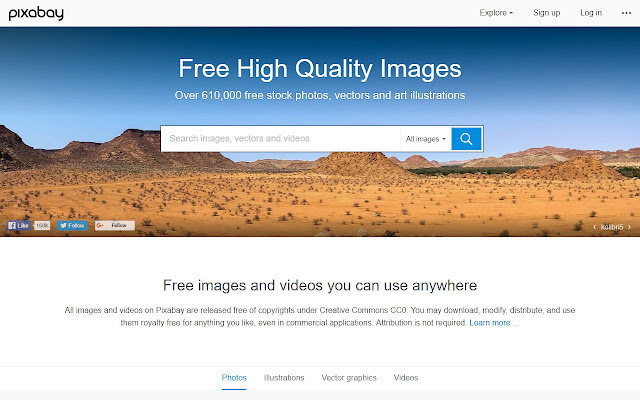 pixabay
Explore
Sign up
Log in
Free High Quality Images
Over 610,000 free stock photos, vectors and art illustrations
Search images, vectors and videos
All images
Like
160K
Follow
Follow
kolibri5
Free images and videos you can use anywhere
All images and videos on Pixabay are released free of copyrights under Creative Commons CC0. You may download, modify, distribute, and use
them royalty free for anything you like, even in commercial applications. Attribution is not required. Learn more ...
Photos
Illustrations
Vector graphics
Videos